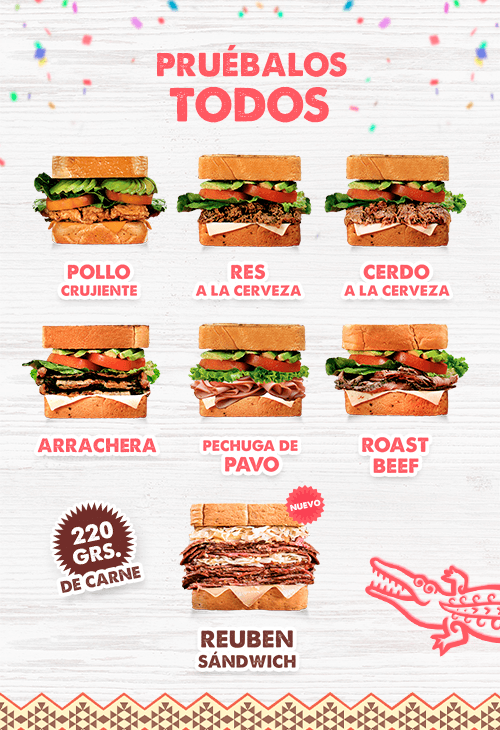 PRUÉBALOS
TODOS
POLLO
CRUJIENTE
RES
A LA CERVEZA
CERDO
A LA CERVEZA
ARRACHERA
PECHUGA DE
PAVO
ROAST
BEEF
220
GRS.
DE CARNE
NUEVO
REUBEN
SÁNDWICH